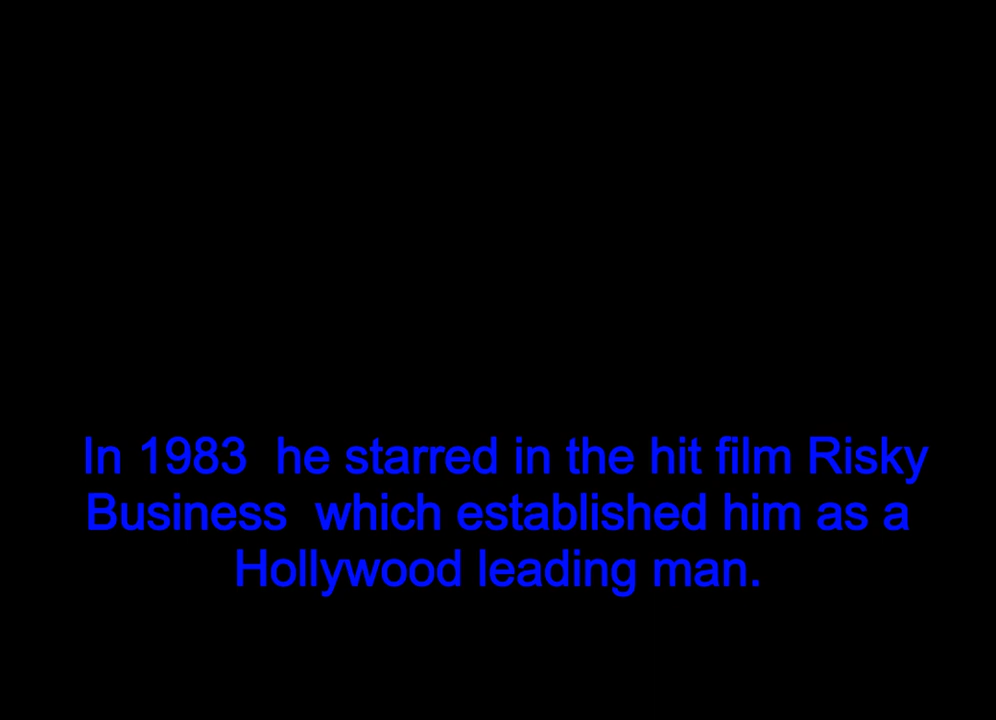 In 1983  he starred in the hit film Risky
Business  which established him as a
Hollywood leading man.